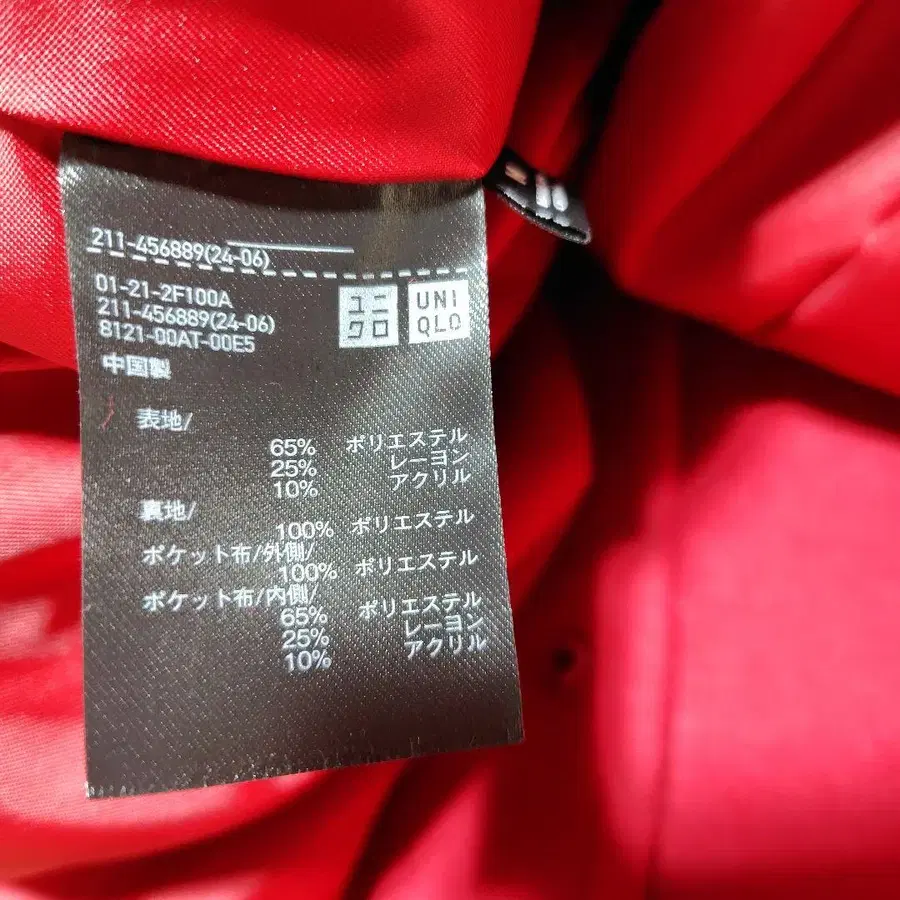 211-456889(24-06)
01-21-2F100A
211-456889(24-06)
8121-00AT-00E5
中国製
ユニ
クロ
UNI
QLO
表地/
65% ポリエステル
25% レーヨン
10% アクリル
裏地/
100% ポリエステル
ポケット布/外側/
100% ポリエステル
ポケット布/内側/
65% ポリエステル
25% レーヨン
10% アクリル